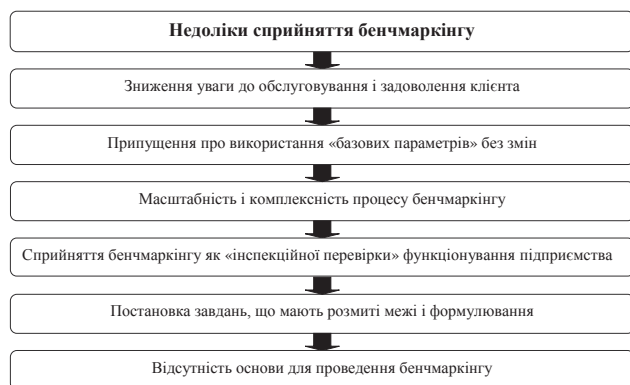 Недоліки сприйняття бенчмаркінгу
Зниження уваги до обслуговування і задоволення клієнта
Припущення про використання «базових параметрів» без змін
Масштабність і комплексність процесу бенчмаркінгу
Сприйняття бенчмаркінгу як «інспекційної перевірки» функціонування підприємства
Постановка завдань, що мають розмиті межі і формулювання
Відсутність основи для проведення бенчмаркінгу